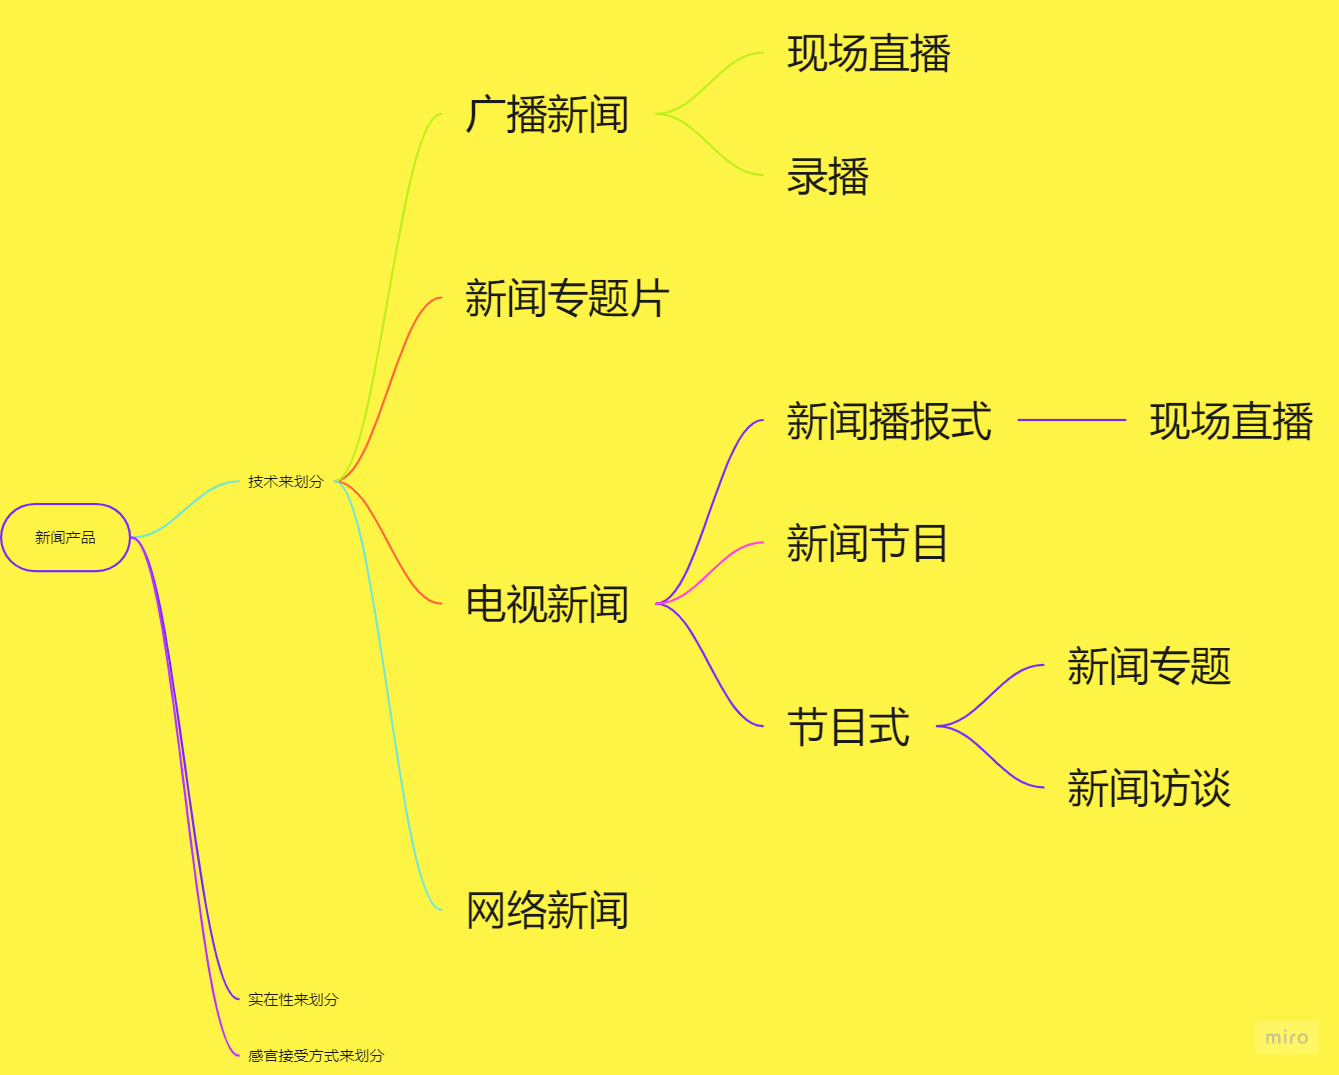 新闻产品
技术来划分
广播新闻
现场直播
录播
新闻专题片
电视新闻
新闻播报式
现场直播
新闻节目
节目式
新闻专题
新闻访谈
网络新闻
实在性来划分
感官接受方式来划分
miro